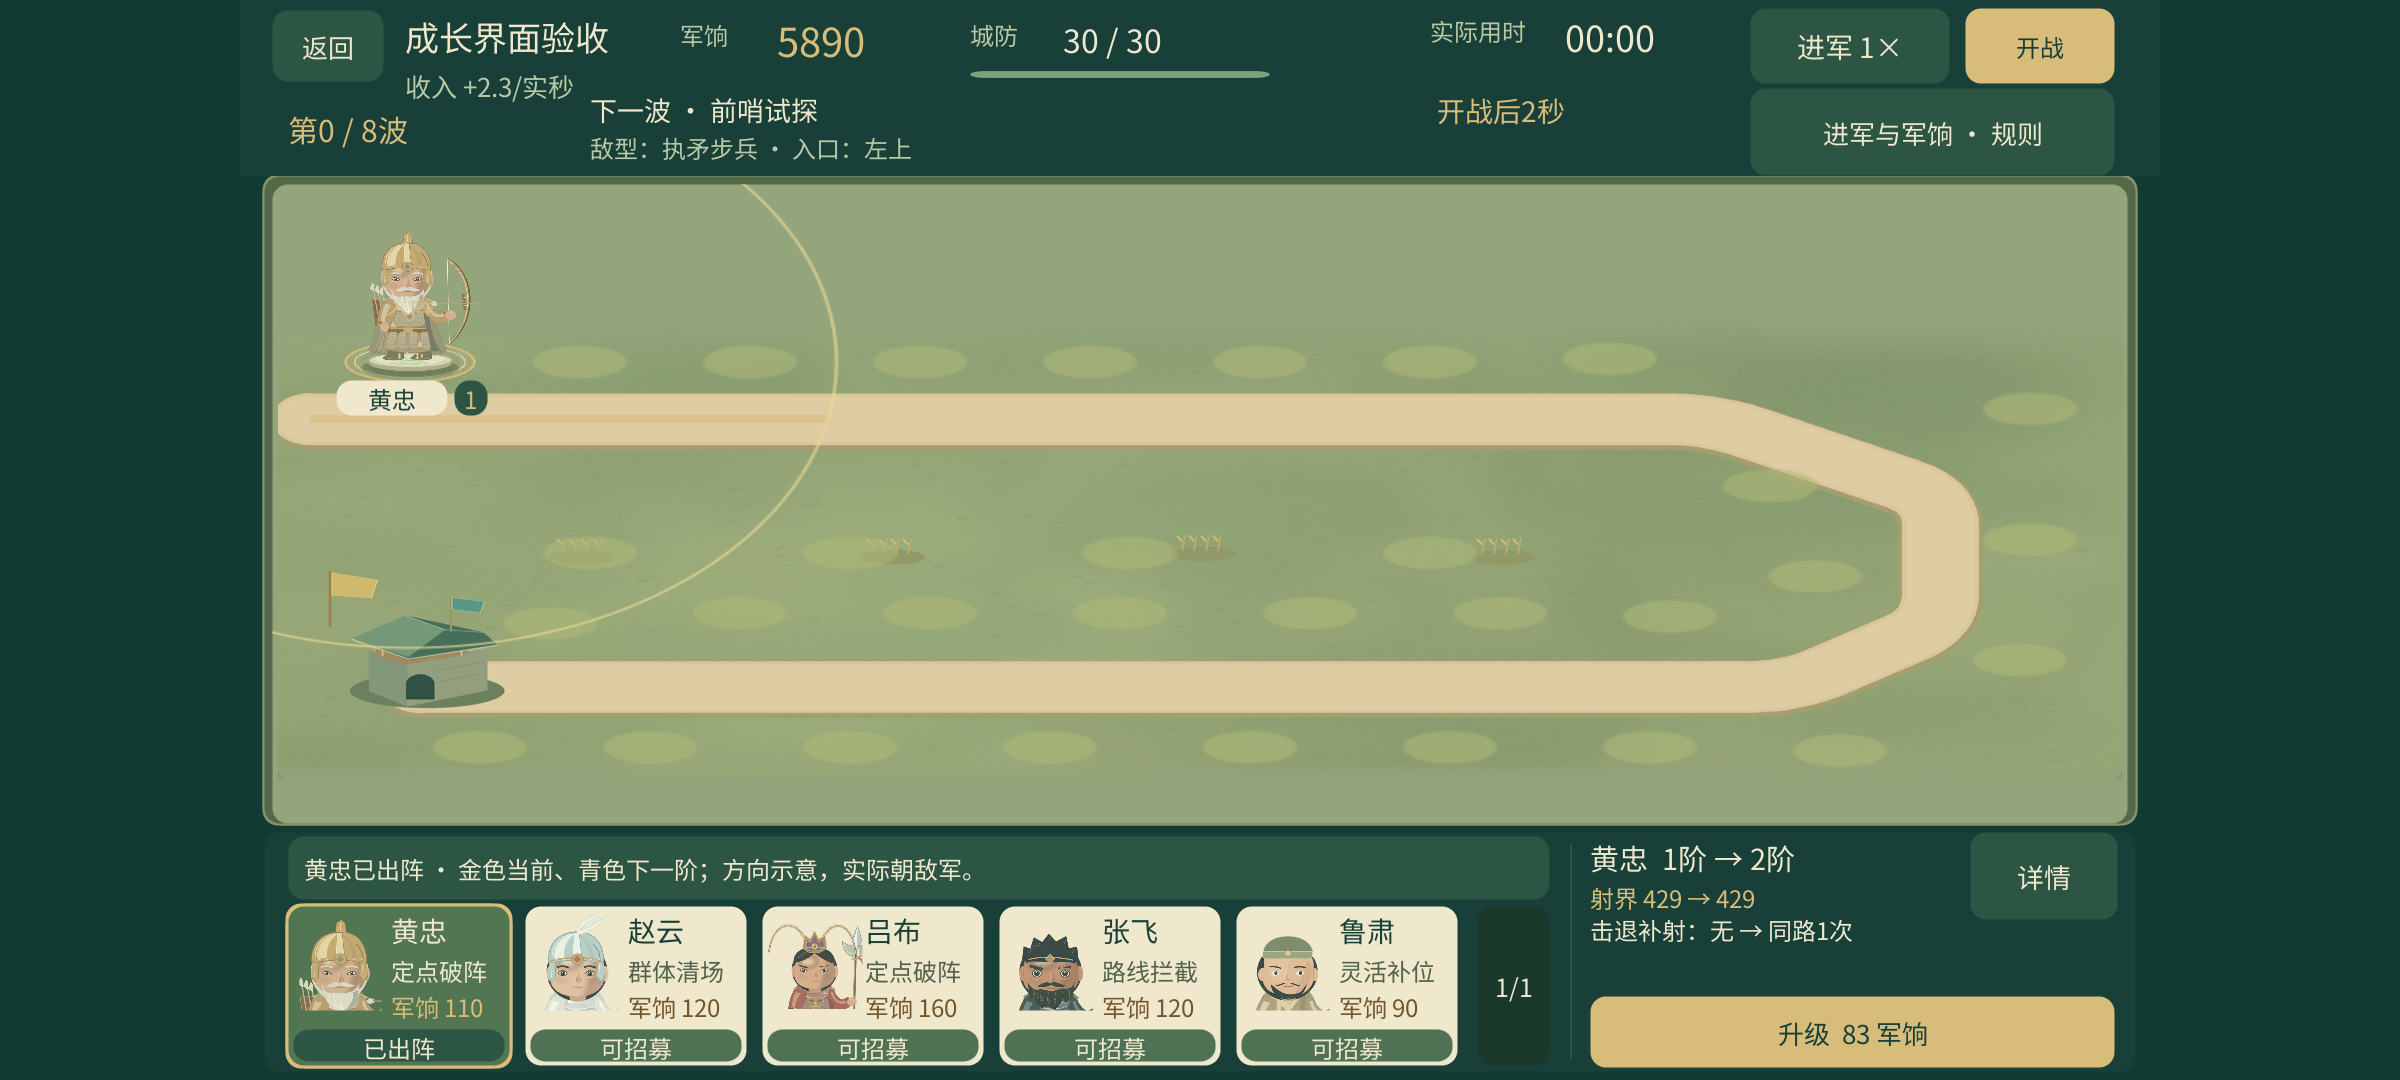 返回
成长界面验收
军饷
5890
城防
30 / 30
实际用时
00:00
进军 1×
开战
收入 +2.3/实秒
第0 / 8波
下一波 · 前哨试探
敌型：执矛步兵 · 入口：左上
开战后2秒
进军与军饷 · 规则
黄忠
1
黄忠已出阵 · 金色当前、青色下一阶；方向示意，实际朝敌军。
黄忠
定点破阵
军饷 110
已出阵
赵云
群体清场
军饷 120
可招募
吕布
定点破阵
军饷 160
可招募
张飞
路线拦截
军饷 120
可招募
鲁肃
灵活补位
军饷 90
可招募
1/1
黄忠 1阶 → 2阶
射界 429 → 429
击退补射：无 → 同路1次
详情
升级 83 军饷